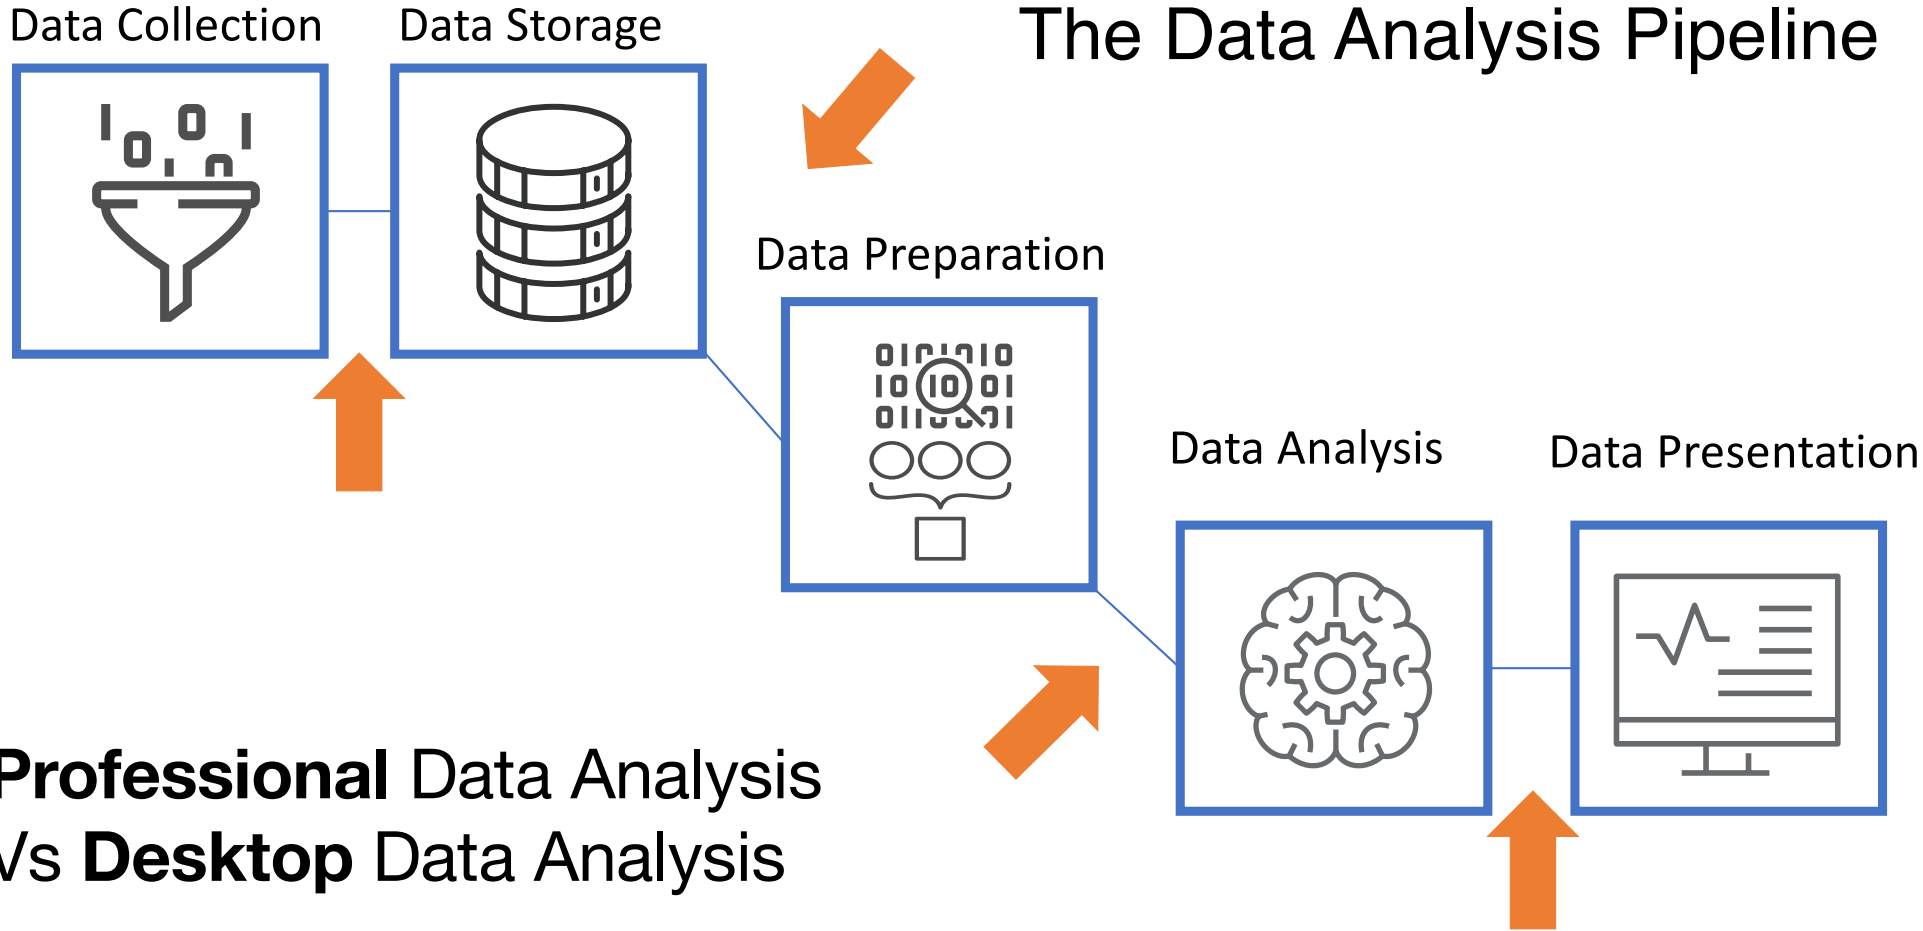 Data Collection
Data Storage
The Data Analysis Pipeline
Data Preparation
Data Analysis
Data Presentation
Professional Data Analysis
Vs Desktop Data Analysis